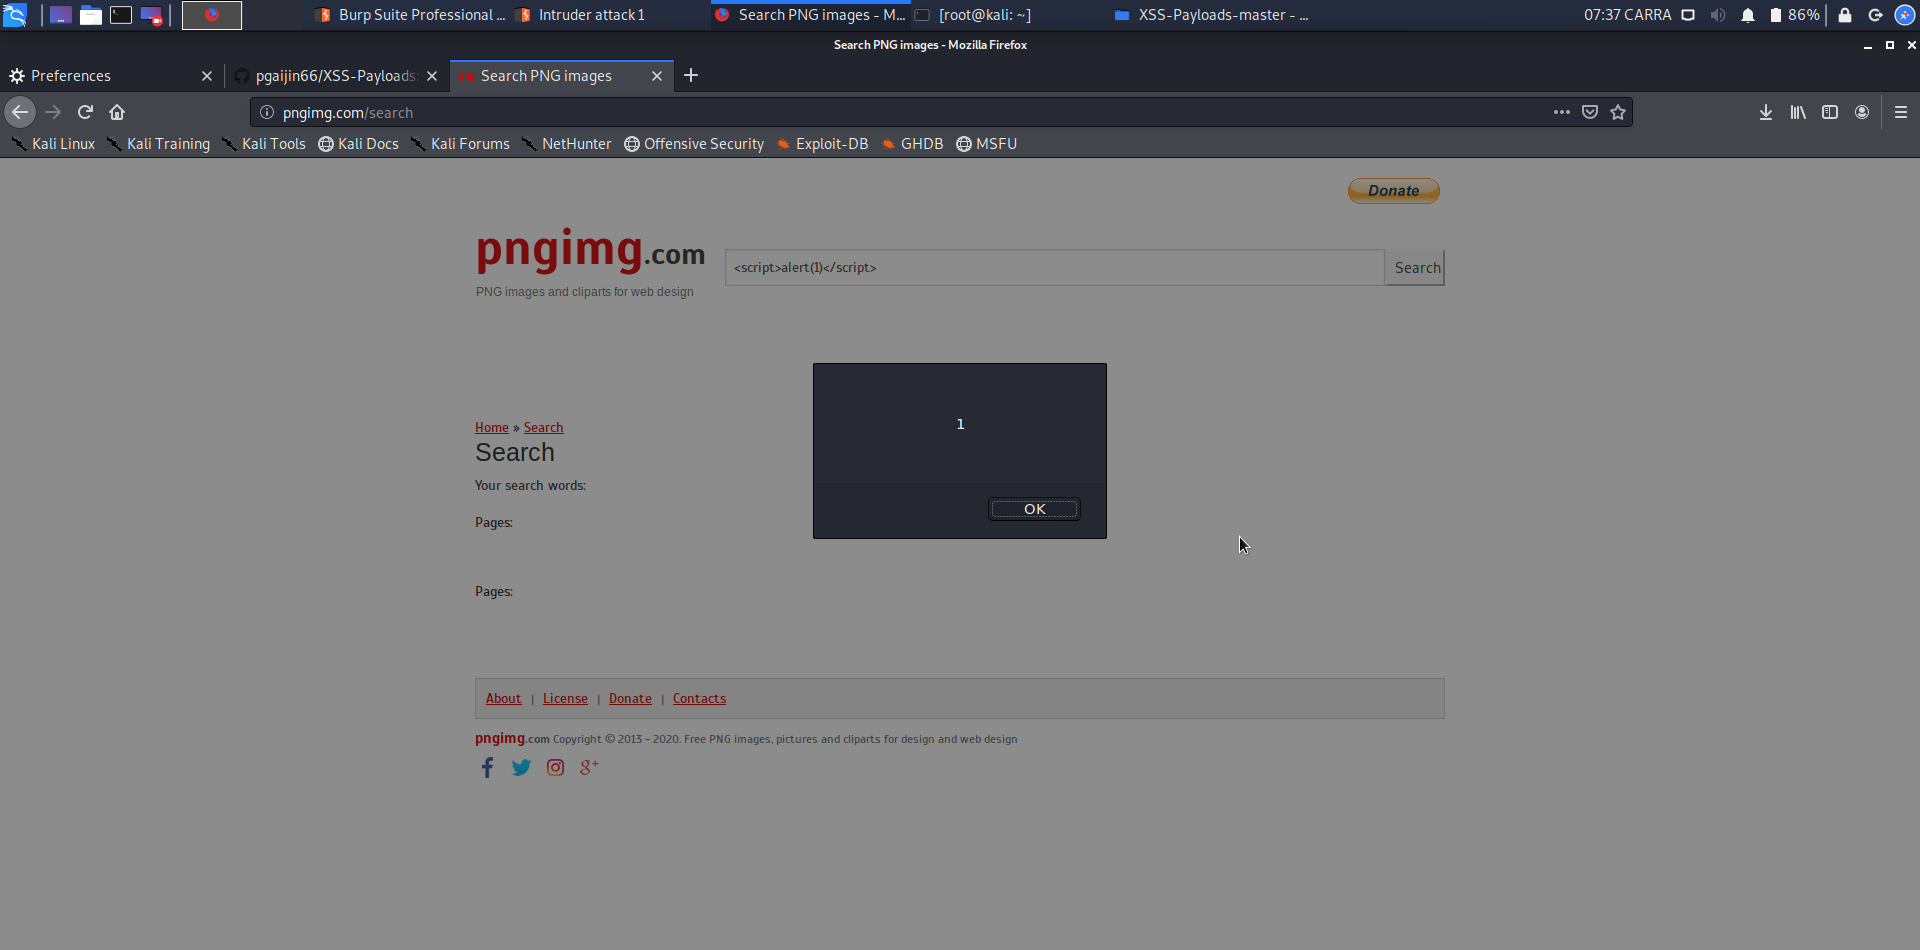 Burp Suite Professional ... Intruder attack 1 Search PNG images - M... [root@kali: ~] XSS-Payloads-master - ... 07:37 CARRA 86%
Search PNG images - Mozilla Firefox
Preferences pgaijin66/XSS-Payloads Search PNG images
pngimg.com/search
Kali Linux Kali Training Kali Tools Kali Docs Kali Forums NetHunter Offensive Security Exploit-DB GHDB MSFU
Donate
pngimg.com
<script>alert(1)</script> Search
PNG images and cliparts for web design
1
OK
Home » Search
Search
Your search words:
Pages:
Pages:
About | License | Donate | Contacts
pngimg.com Copyright © 2013 - 2020. Free PNG images, pictures and cliparts for design and web design